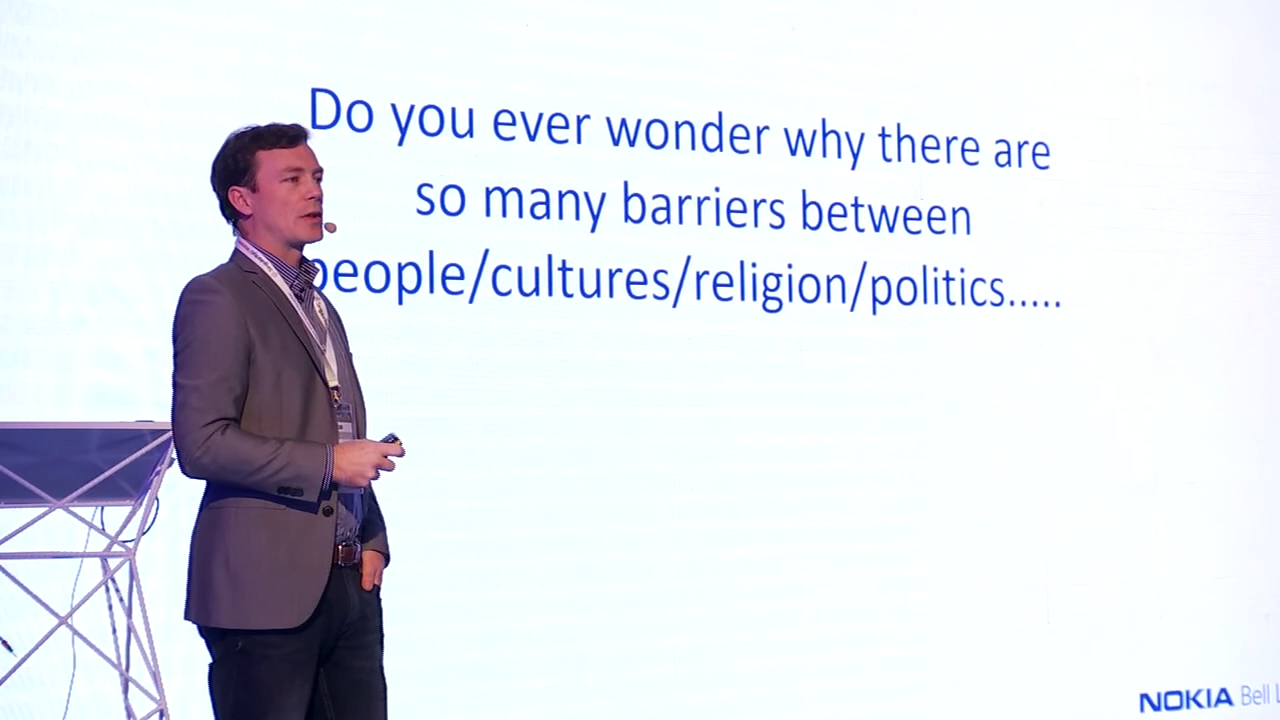 Do you ever wonder why there are
so many barriers between
people/cultures/religion/politics.....
NOKIA Bell